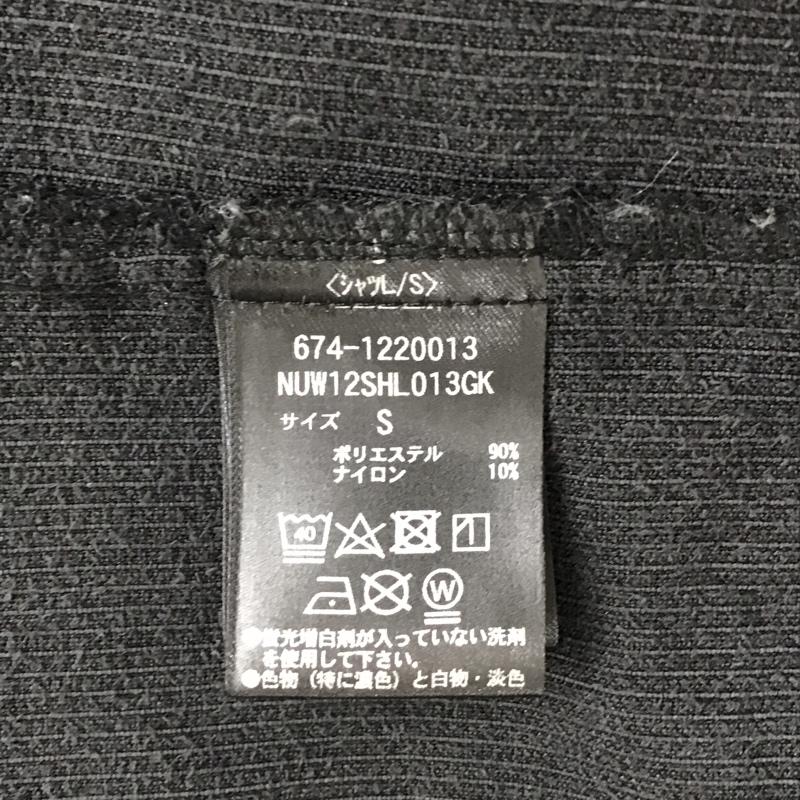 〈シャツL/S〉
674-1220013
NUW12SHL013GK
サイズ S
ポリエステル 90%
ナイロン 10%
40
W
●蛍光増白剤が入っていない洗剤
を使用して下さい。
●色物（特に濃色）と白物・淡色